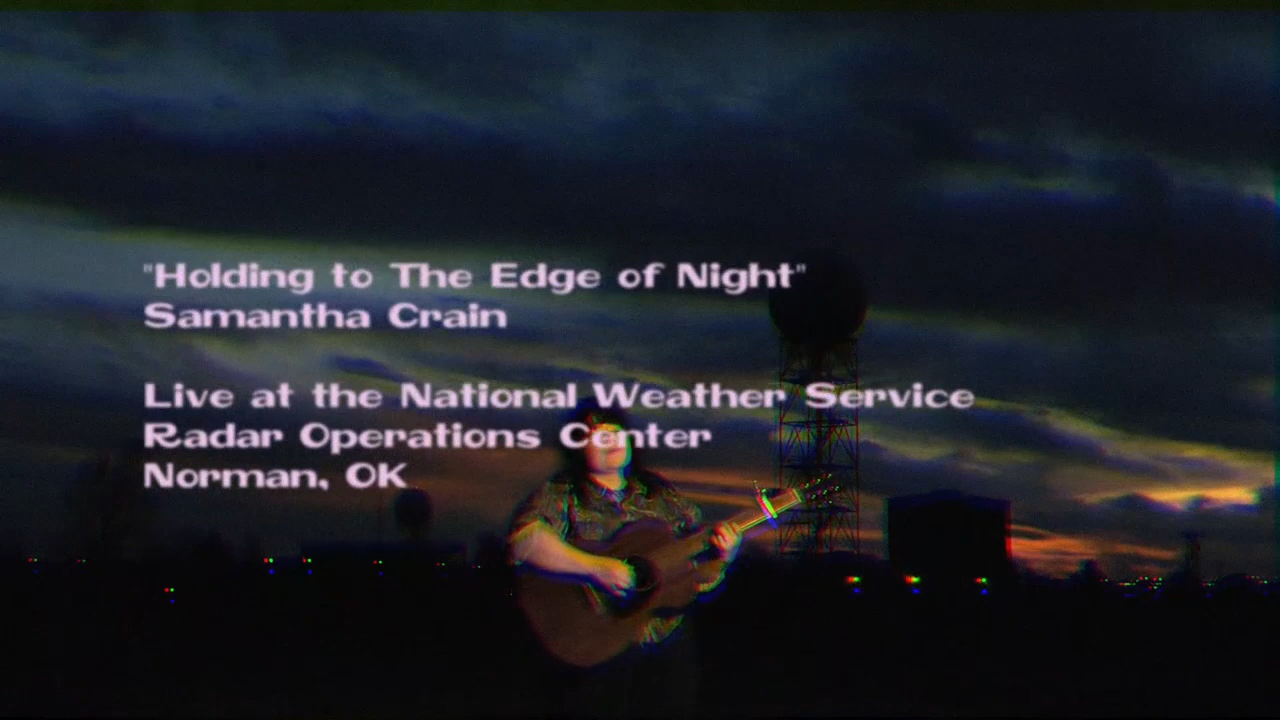 "Holding to The Edge of Night"
Samantha Crain
Live at the National Weather Service
Radar Operations Center
Norman, OK